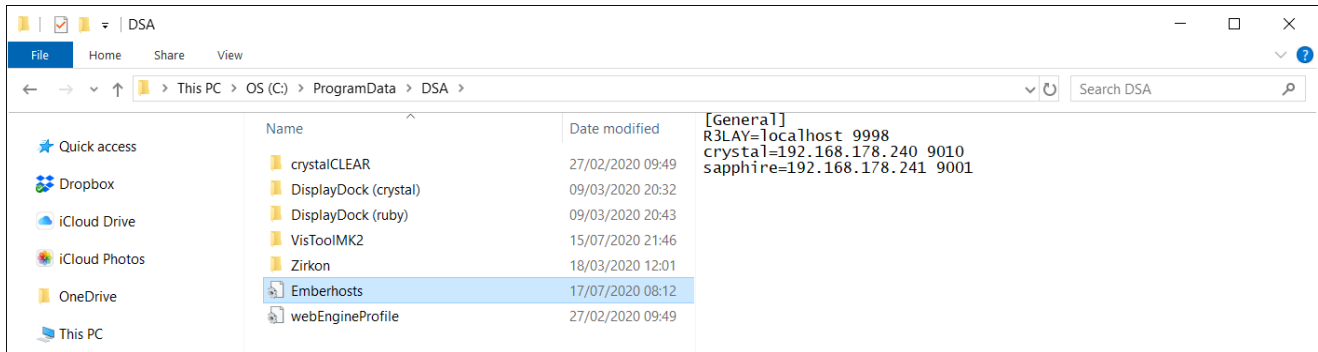 DSA
File Home Share View
This PC > OS (C:) > ProgramData > DSA >
Search DSA
Quick access
Dropbox
iCloud Drive
iCloud Photos
OneDrive
This PC
Name Date modified
crystalCLEAR 27/02/2020 09:49
DisplayDock (crystal) 09/03/2020 20:32
DisplayDock (ruby) 09/03/2020 20:43
VisToolMK2 15/07/2020 21:46
Zirkon 18/03/2020 12:01
Emberhosts 17/07/2020 08:12
webEngineProfile 27/02/2020 09:49
[General]
R3LAY=localhost 9998
crystal=192.168.178.240 9010
sapphire=192.168.178.241 9001